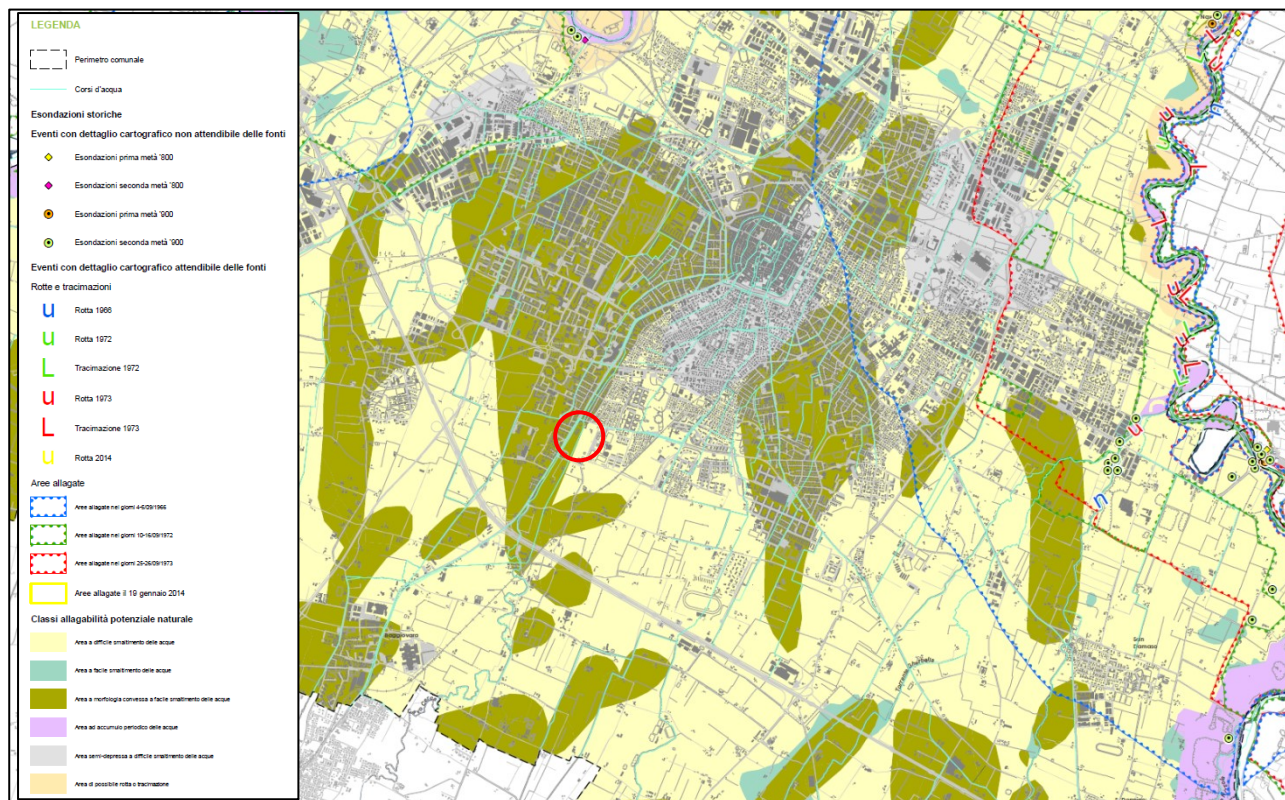 LEGENDA
Perimetro comunale
Corsi d'acqua
Esondazioni storiche
Eventi con dettaglio cartografico non attendibile delle fonti
Esondazioni prima metà '800
Esondazioni seconda metà '800
Esondazioni prima metà '900
Esondazioni seconda metà '900
Eventi con dettaglio cartografico attendibile delle fonti
Rotte e tracimazioni
u Rotta 1966
u Rotta 1972
L Tracimazione 1972
u Rotta 1973
L Tracimazione 1973
u Rotta 2014
Aree allagate
Aree allagate nei giorni 4-6/09/1966
Aree allagate nei giorni 10-16/09/1972
Aree allagate nei giorni 25-26/09/1973
Aree allagate il 19 gennaio 2014
Classi allagabilità potenziale naturale
Area a difficile smaltimento delle acque
Area a facile smaltimento delle acque
Area a morfologia convessa a facile smaltimento delle acque
Area ad accumulo periodico delle acque
Area semi-depressa a difficile smaltimento delle acque
Area di possibile rotta o tracimazione
Baggiovara
San Damaso